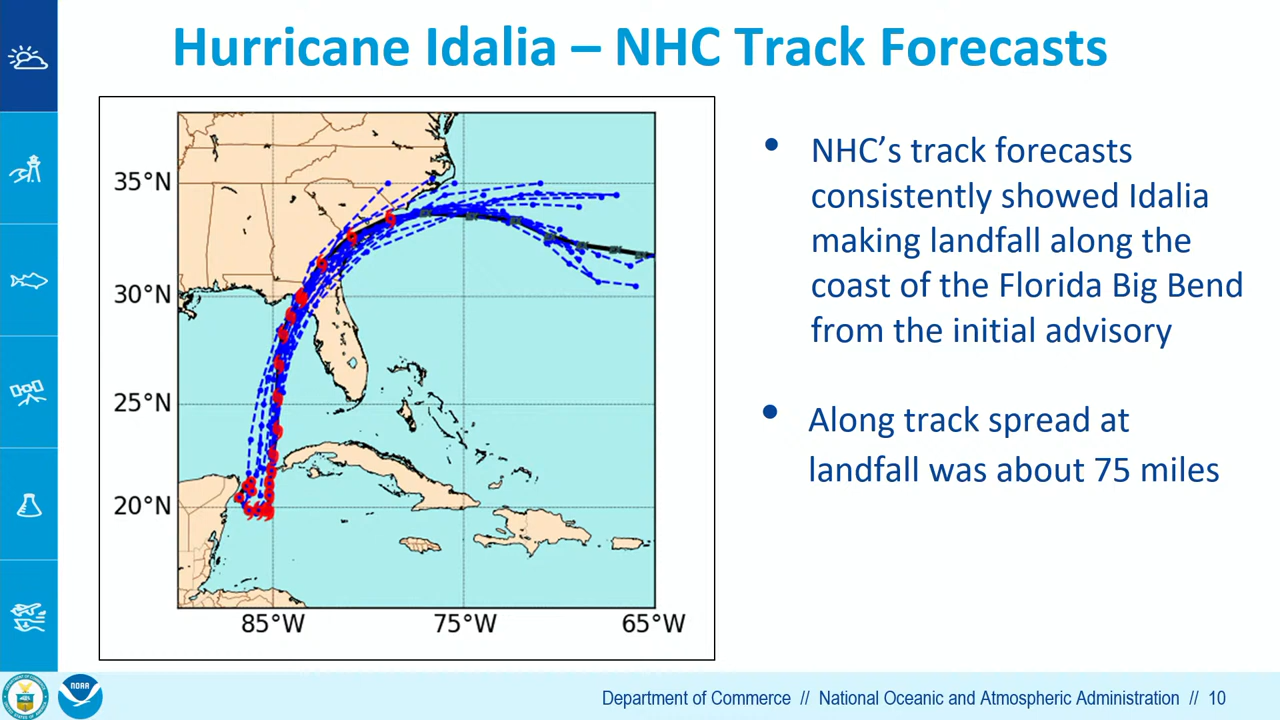 Hurricane Idalia – NHC Track Forecasts
35°N
30°N
25°N
20°N
85°W
75°W
65°W
• NHC’s track forecasts
consistently showed Idalia
making landfall along the
coast of the Florida Big Bend
from the initial advisory
• Along track spread at
landfall was about 75 miles
NOAA
Department of Commerce // National Oceanic and Atmospheric Administration // 10